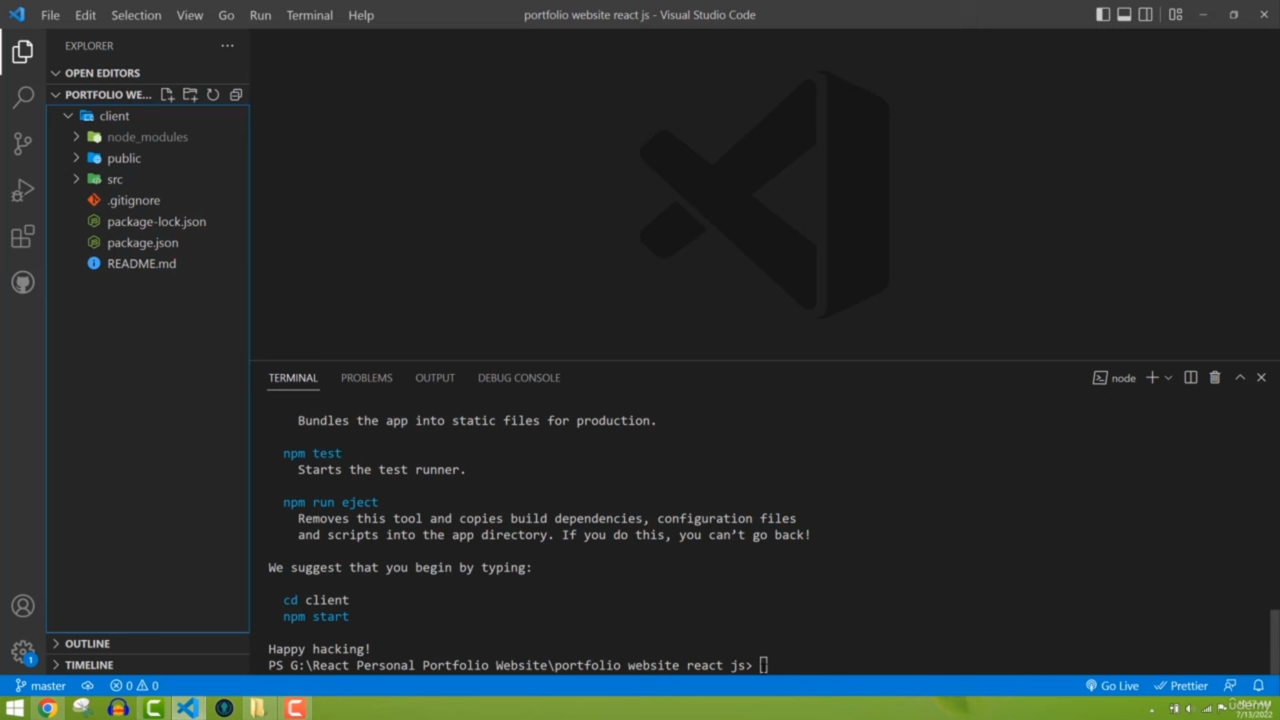 File Edit Selection View Go Run Terminal Help
portfolio website react js - Visual Studio Code
EXPLORER
OPEN EDITORS
PORTFOLIO WE...
client
node_modules
public
src
.gitignore
package-lock.json
package.json
README.md
OUTLINE
TIMELINE
TERMINAL PROBLEMS OUTPUT DEBUG CONSOLE
node
Bundles the app into static files for production.
npm test
Starts the test runner.
npm run eject
Removes this tool and copies build dependencies, configuration files
and scripts into the app directory. If you do this, you can’t go back!
We suggest that you begin by typing:
cd client
npm start
Happy hacking!
PS G:\React Personal Portfolio Website\portfolio website react js>
1
master 0 0 Go Live Prettier
udemy
7/13/2022